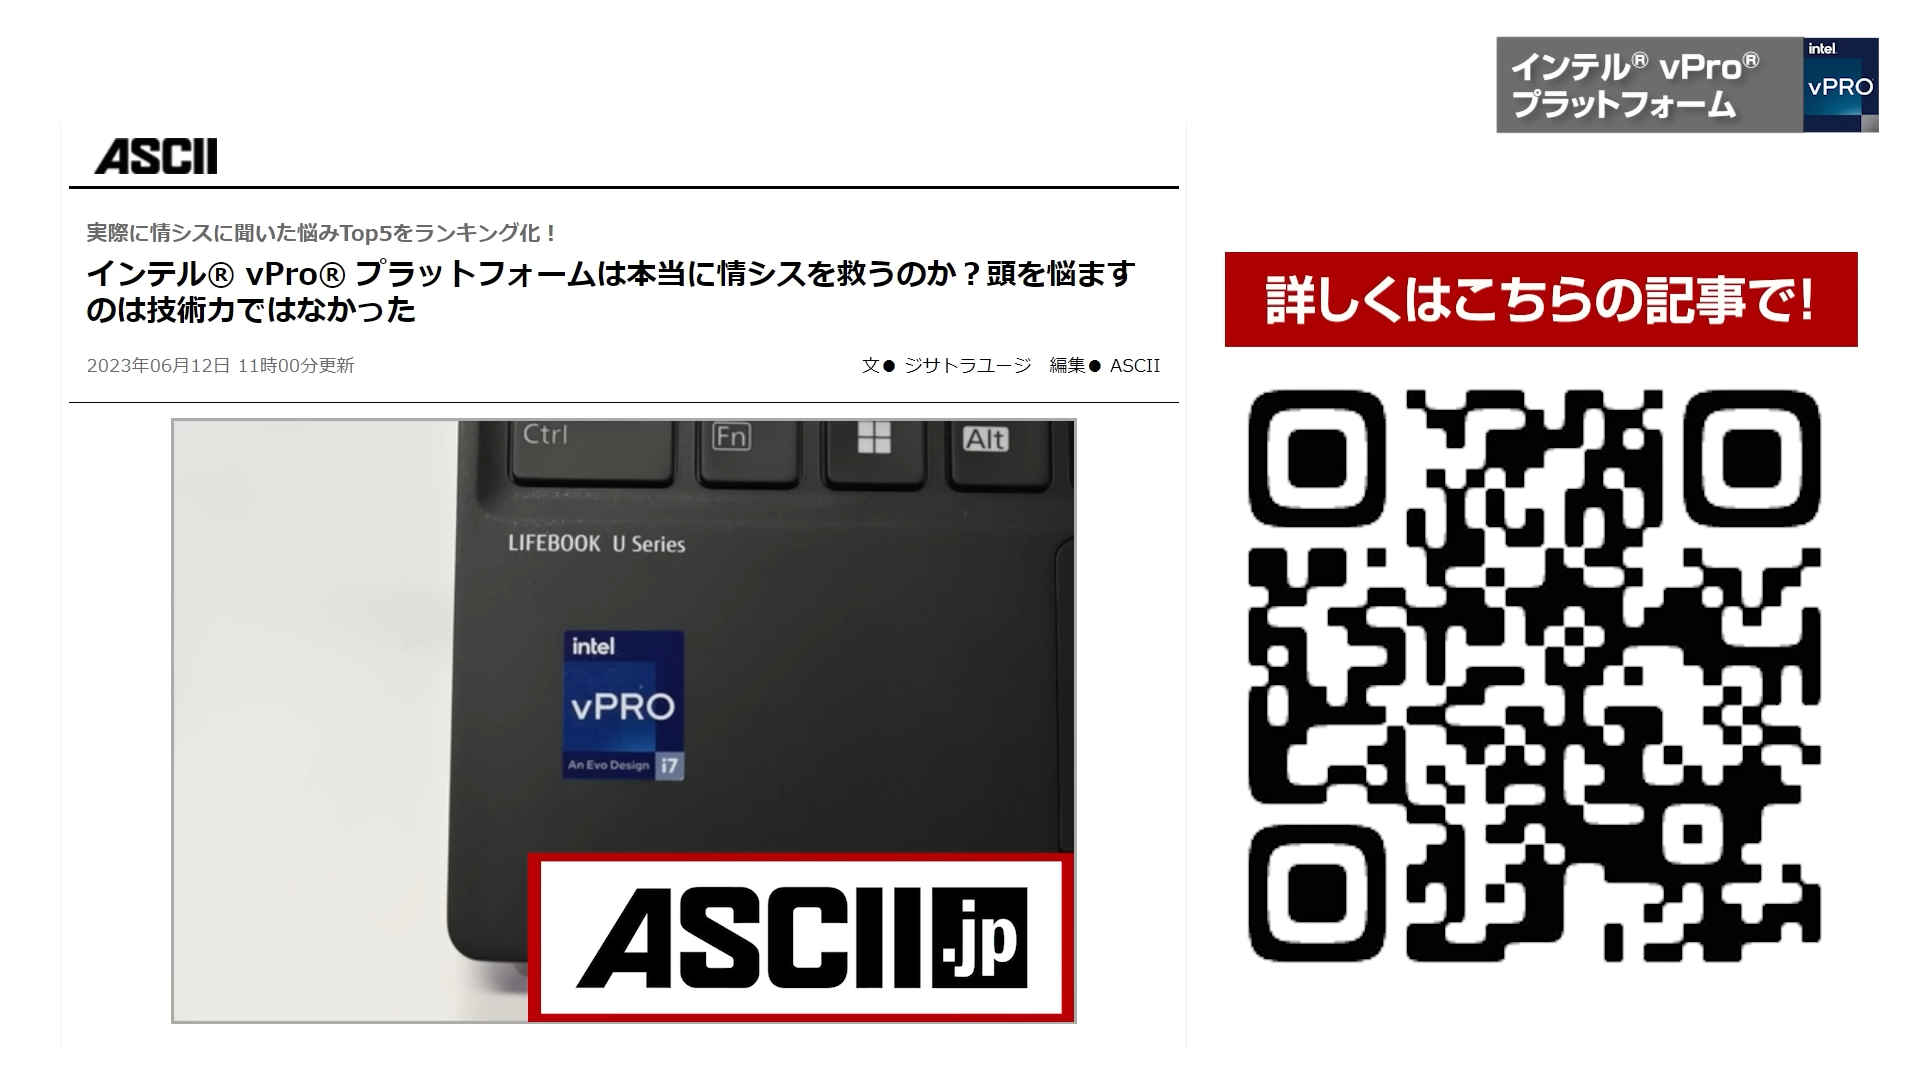 インテル® vPro®
プラットフォーム
intel
vPRO
ASCII
実際に情シスに聞いた悩みTop5をランキング化！
インテル® vPro® プラットフォームは本当に情シスを救うのか？頭を悩ます
のは技術力ではなかった
2023年06月12日 11時00分更新
文● ジサトラユージ　編集● ASCII
詳しくはこちらの記事で!
Ctrl
Fn
Alt
LIFEBOOK U Series
intel
vPRO
An Evo Design i7
ASCII.jp